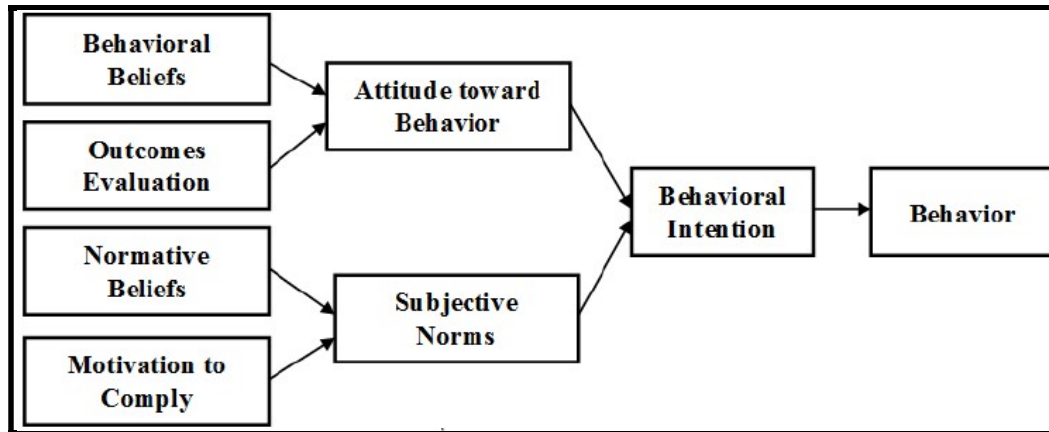 Behavioral
Beliefs
Outcomes
Evaluation
Normative
Beliefs
Motivation to
Comply
Attitude toward
Behavior
Subjective
Norms
Behavioral
Intention
Behavior